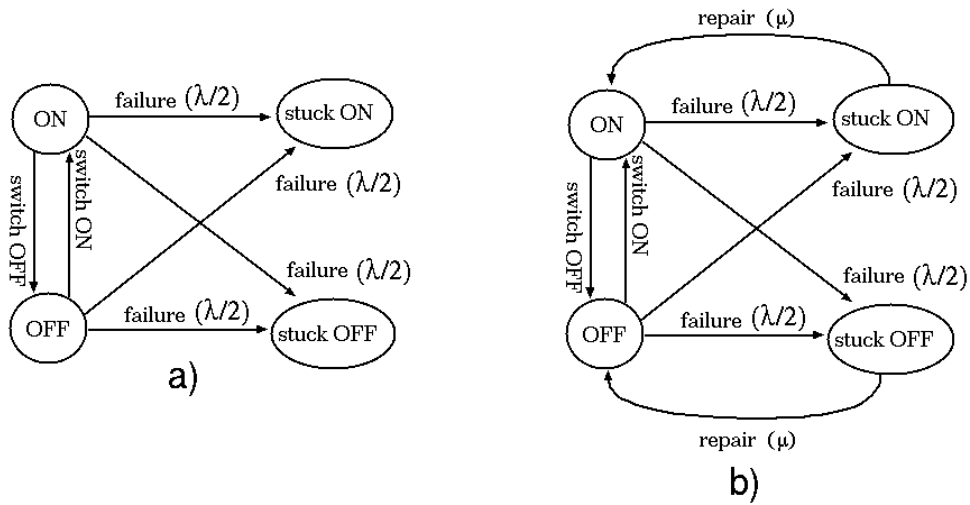 ON
failure (λ/2)
stuck ON
switch OFF
switch ON
failure (λ/2)
failure (λ/2)
OFF
failure (λ/2)
stuck OFF
a)
repair (μ)
ON
failure (λ/2)
stuck ON
switch OFF
switch ON
failure (λ/2)
failure (λ/2)
OFF
failure (λ/2)
stuck OFF
repair (μ)
b)